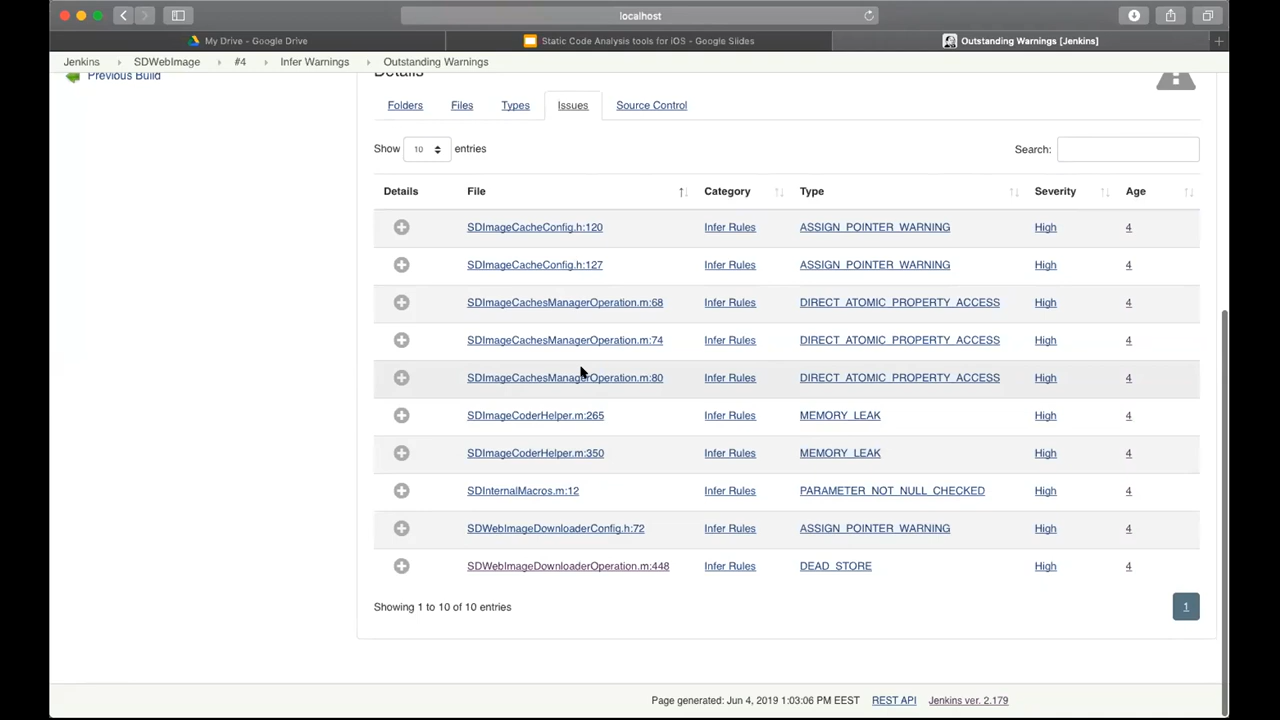 localhost
My Drive - Google Drive
Static Code Analysis tools for iOS - Google Slides
Outstanding Warnings [Jenkins]
Jenkins SDWebImage #4 Infer Warnings Outstanding Warnings
Previous Build
Details
Folders Files Types Issues Source Control
Show 10 entries Search:
Details File Category Type Severity Age
SDImageCacheConfig.h:120 Infer Rules ASSIGN_POINTER_WARNING High 4
SDImageCacheConfig.h:127 Infer Rules ASSIGN_POINTER_WARNING High 4
SDImageCachesManagerOperation.m:68 Infer Rules DIRECT_ATOMIC_PROPERTY_ACCESS High 4
SDImageCachesManagerOperation.m:74 Infer Rules DIRECT_ATOMIC_PROPERTY_ACCESS High 4
SDImageCachesManagerOperation.m:80 Infer Rules DIRECT_ATOMIC_PROPERTY_ACCESS High 4
SDImageCoderHelper.m:265 Infer Rules MEMORY_LEAK High 4
SDImageCoderHelper.m:350 Infer Rules MEMORY_LEAK High 4
SDInternalMacros.m:12 Infer Rules PARAMETER_NOT_NULL_CHECKED High 4
SDWebImageDownloaderConfig.h:72 Infer Rules ASSIGN_POINTER_WARNING High 4
SDWebImageDownloaderOperation.m:448 Infer Rules DEAD_STORE High 4
Showing 1 to 10 of 10 entries 1
Page generated: Jun 4, 2019 1:03:06 PM EEST REST API Jenkins ver. 2.179